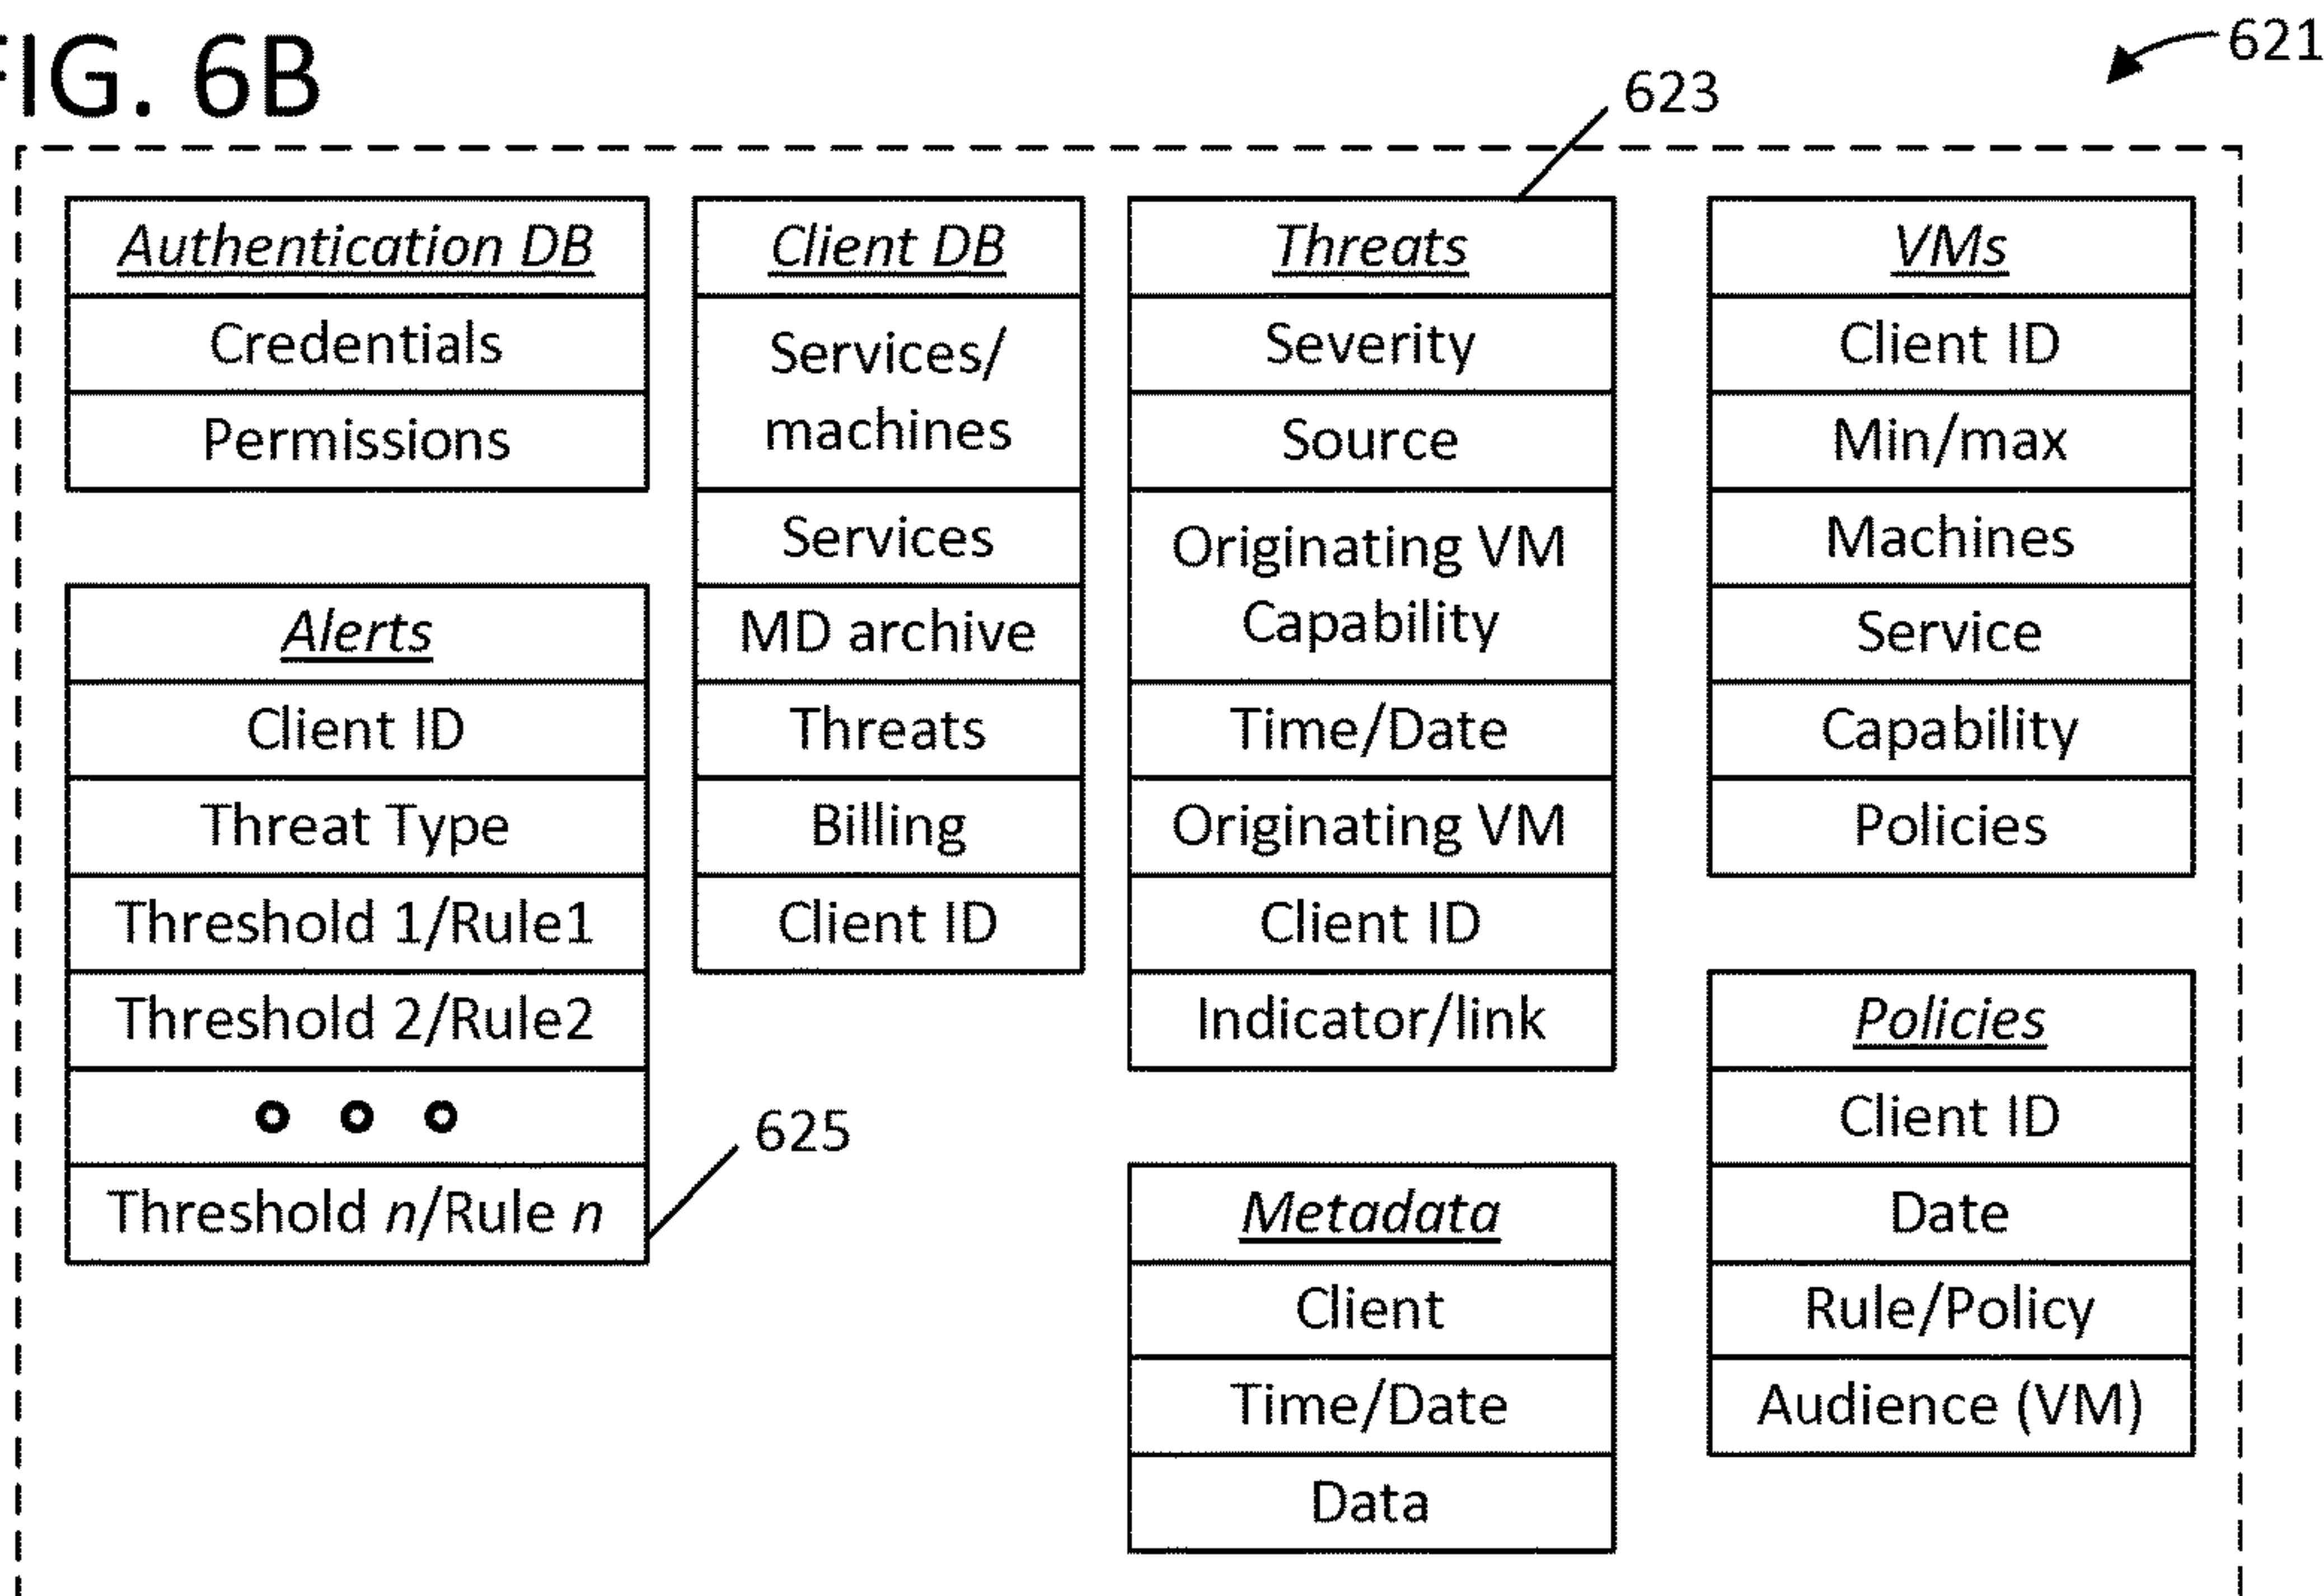 FIG. 6B
621
623
Authentication DB
Credentials
Permissions
Alerts
Client ID
Threat Type
Threshold 1/Rule1
Threshold 2/Rule2
Threshold n/Rule n
625
Client DB
Services/
machines
Services
MD archive
Threats
Billing
Client ID
Threats
Severity
Source
Originating VM
Capability
Time/Date
Originating VM
Client ID
Indicator/link
Metadata
Client
Time/Date
Data
VMs
Client ID
Min/max
Machines
Service
Capability
Policies
Policies
Client ID
Date
Rule/Policy
Audience (VM)